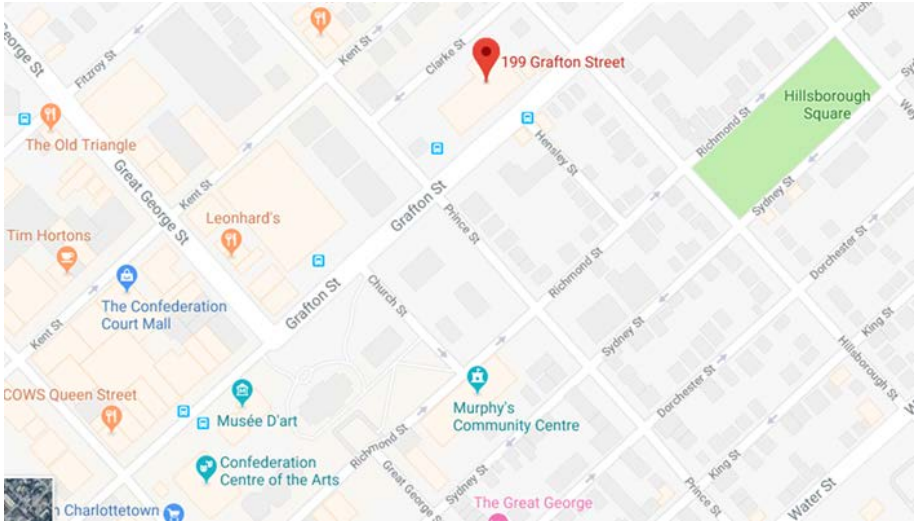 George St
Fitzroy St
Kent St
Clarke St
199 Grafton Street
Hillsborough
Square
Richmond St
The Old Triangle
Great George St
Kent St
Leonhard's
Grafton St
Prince St
Hensley St
Sydney St
Tim Hortons
The Confederation
Court Mall
Kent St
Grafton St
Church St
Richmond St
Sydney St
Dorchester St
King St
Hillsborough St
COWS Queen Street
Musée D'art
Murphy's
Community Centre
Richmond St
Dorchester St
Confederation
Centre of the Arts
Great George
Sydney St
King St
Prince St
Water St
The Great George
Charlottetown